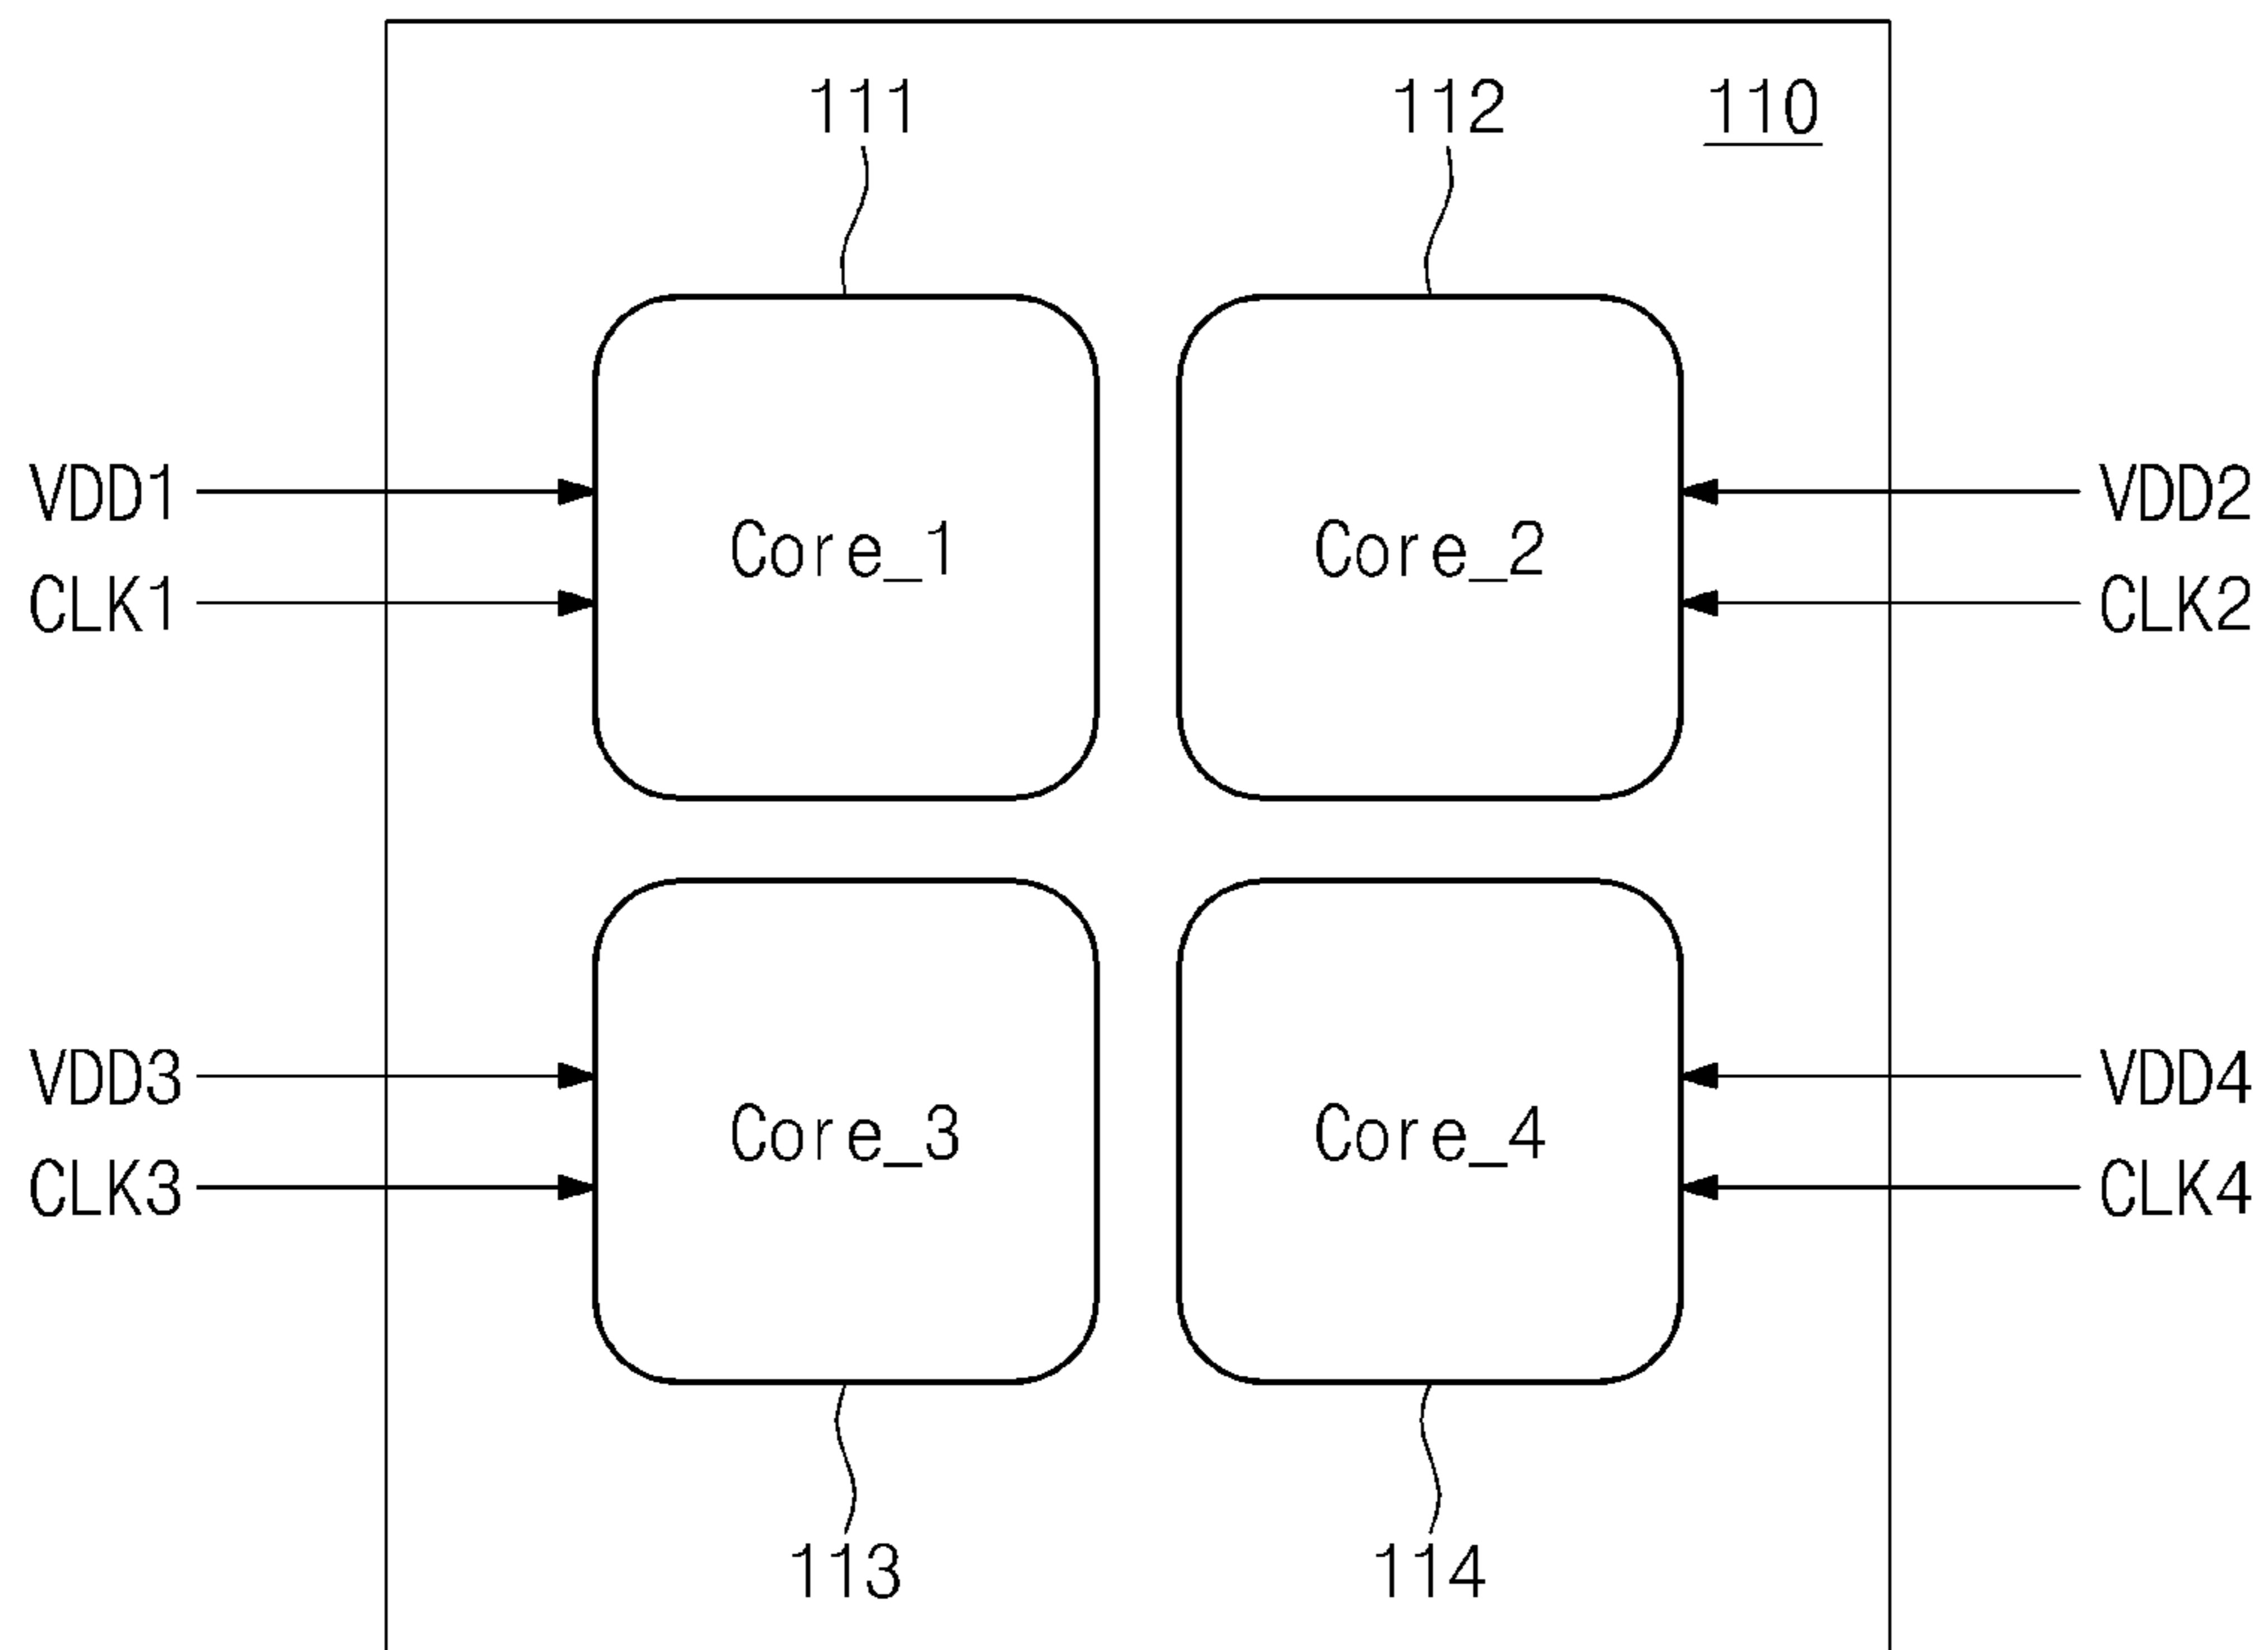 111 112 110
VDD1 VDD2
Core_1 Core_2
CLK1 CLK2
VDD3 VDD4
Core_3 Core_4
CLK3 CLK4
113 114